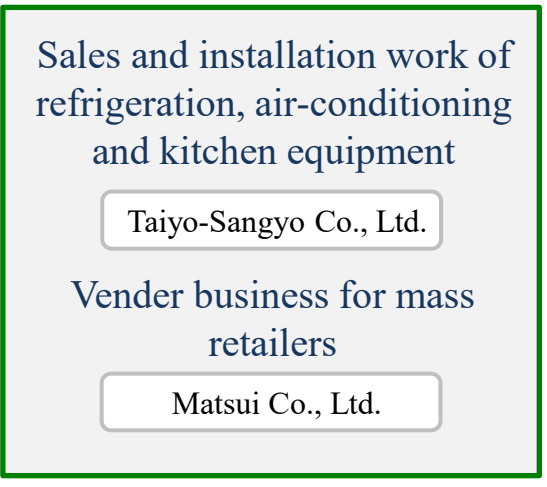 Sales and installation work of
refrigeration, air-conditioning
and kitchen equipment
Taiyo-Sangyo Co., Ltd.
Vender business for mass
retailers
Matsui Co., Ltd.